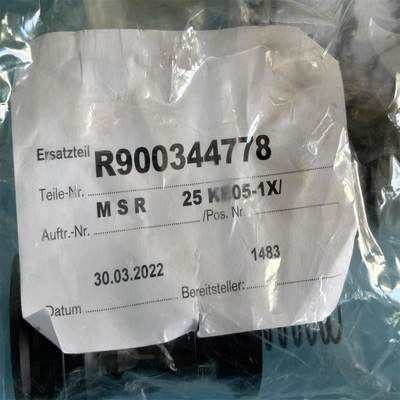 Ersatzteil R900344778
Teile-Nr.
M S R 25 KE05-1X/
Auftr.-Nr. /Pos. Nr.
30.03.2022 1483
Datum Bereitsteller: